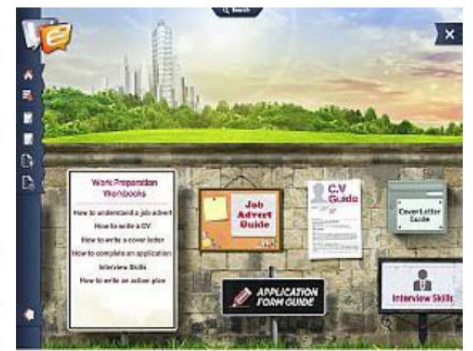 Search
Work Preparation
Workbooks
How to understand a job advert
How to write a CV
How to write a cover letter
How to complete an application
Interview Skills
How to write an action plan
Job
Advert
Guide
C.V
Guide
Cover Letter
Guide
APPLICATION
FORM GUIDE
Interview Skills